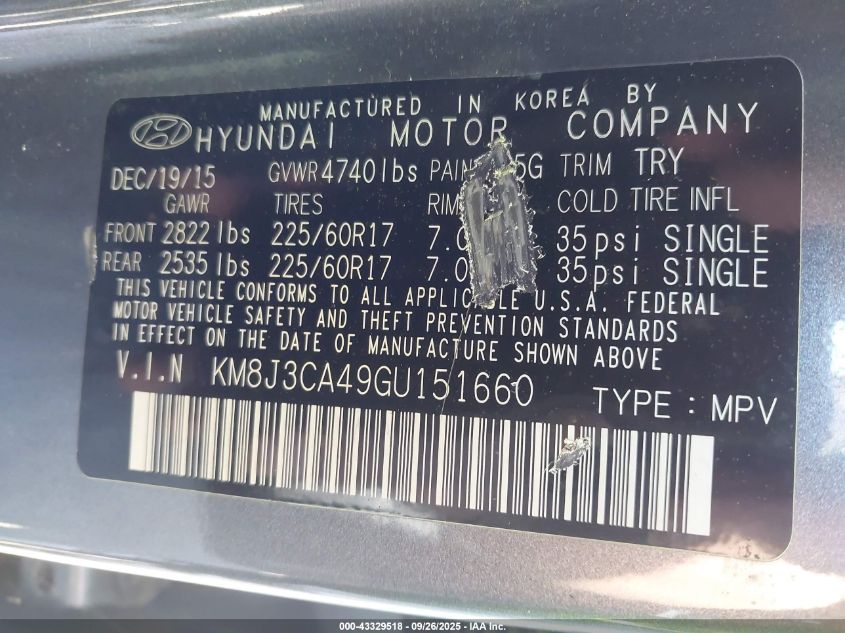 MANUFACTURED IN KOREA BY
HYUNDAI MOTOR COMPANY
DEC/19/15 GVWR 4740lbs TRIM TRY
GAWR TIRES COLD TIRE INFL
FRONT 2822 lbs 225/60R17 35psi SINGLE
REAR 2535 lbs 225/60R17 35psi SINGLE
THIS VEHICLE CONFORMS TO ALL U.S.A. FEDERAL
MOTOR VEHICLE SAFETY AND THEFT PREVENTION STANDARDS
IN EFFECT ON THE DATE OF MANUFACTURE SHOWN ABOVE
V.I.N KM8J3CA49GU151660
TYPE : MPV
000-43329518 - 09/26/2025 - © Copyright 2025, IAA, Inc.